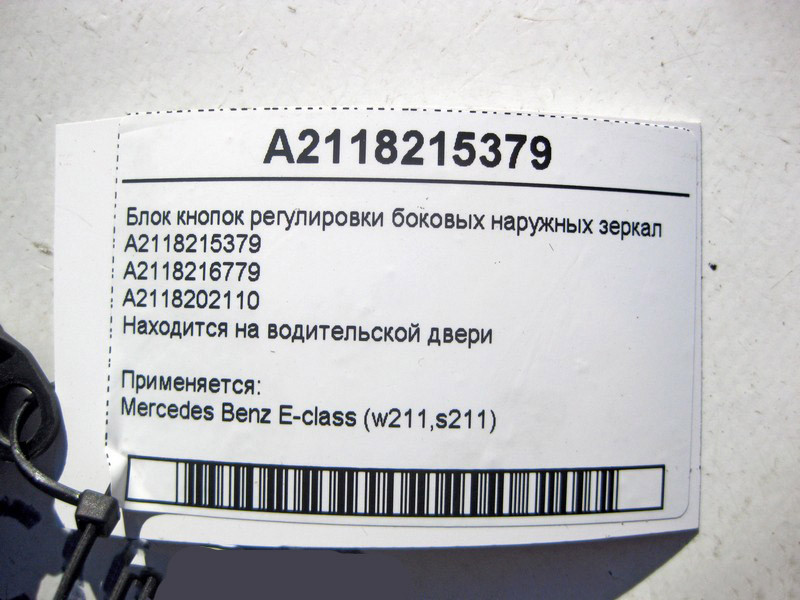 A2118215379
Блок кнопок регулировки боковых наружных зеркал
A2118215379
A2118216779
A2118202110
Находится на водительской двери
Применяется:
Mercedes Benz E-class (w211,s211)